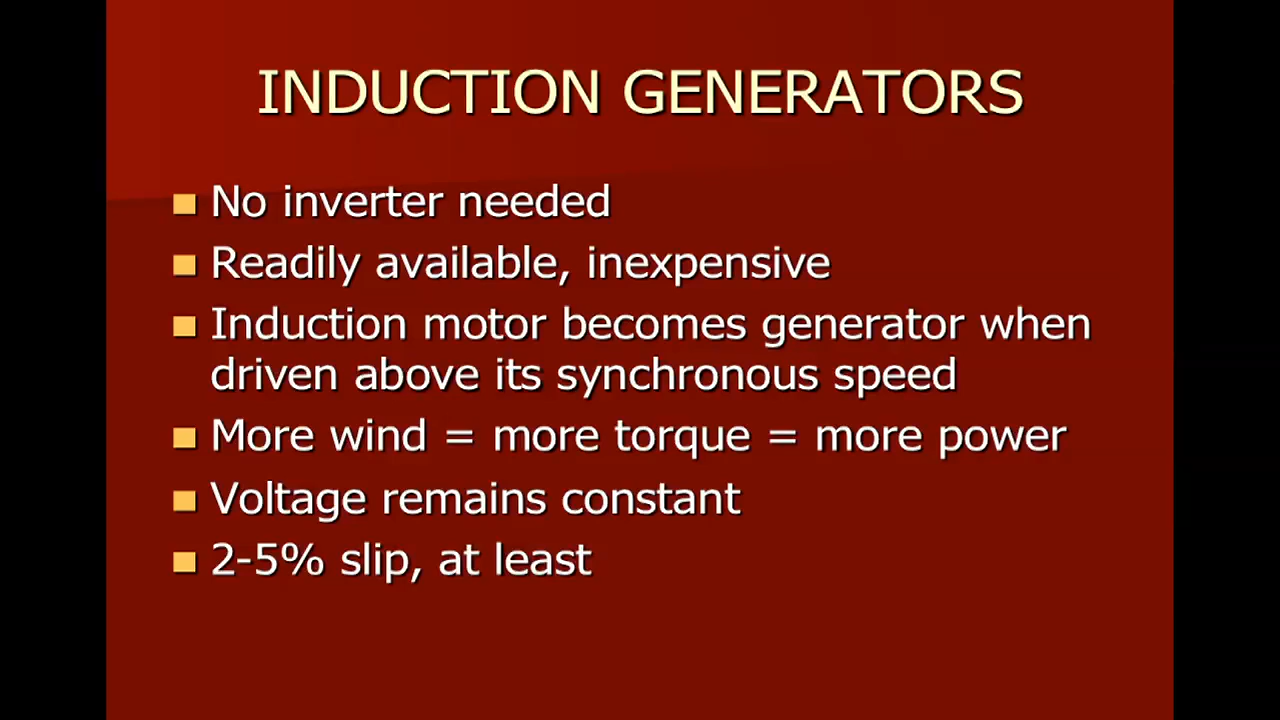 INDUCTION GENERATORS
No inverter needed
Readily available, inexpensive
Induction motor becomes generator when
driven above its synchronous speed
More wind = more torque = more power
Voltage remains constant
2-5% slip, at least